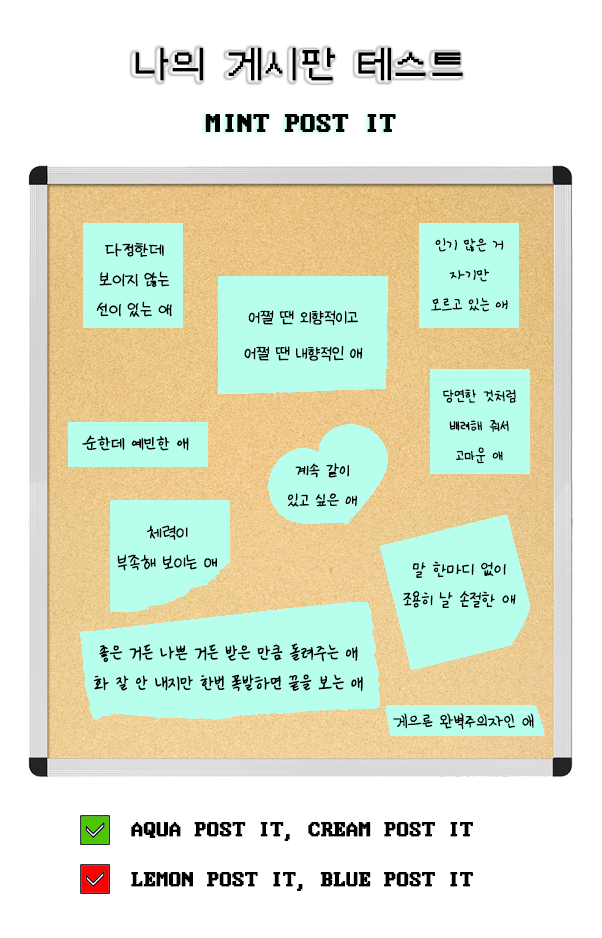 나의 게시판 테스트
MINT POST IT
다정한데
보이지 않는
선이 있는 애
인기 많은 거
자기만
모르고 있는 애
어쩔 땐 외향적이고
어쩔 땐 내향적인 애
당연한 것처럼
배려해 줘서
고마운 애
순한데 예민한 애
계속 같이
있고 싶은 애
체력이
부족해 보이는 애
말 한마디 없이
조용히 날 손절한 애
좋은 거든 나쁜 거든 받은 만큼 돌려주는 애
화 잘 안 내지만 한번 폭발하면 끝을 보는 애
게으른 완벽주의자인 애
AQUA POST IT, CREAM POST IT
LEMON POST IT, BLUE POST IT